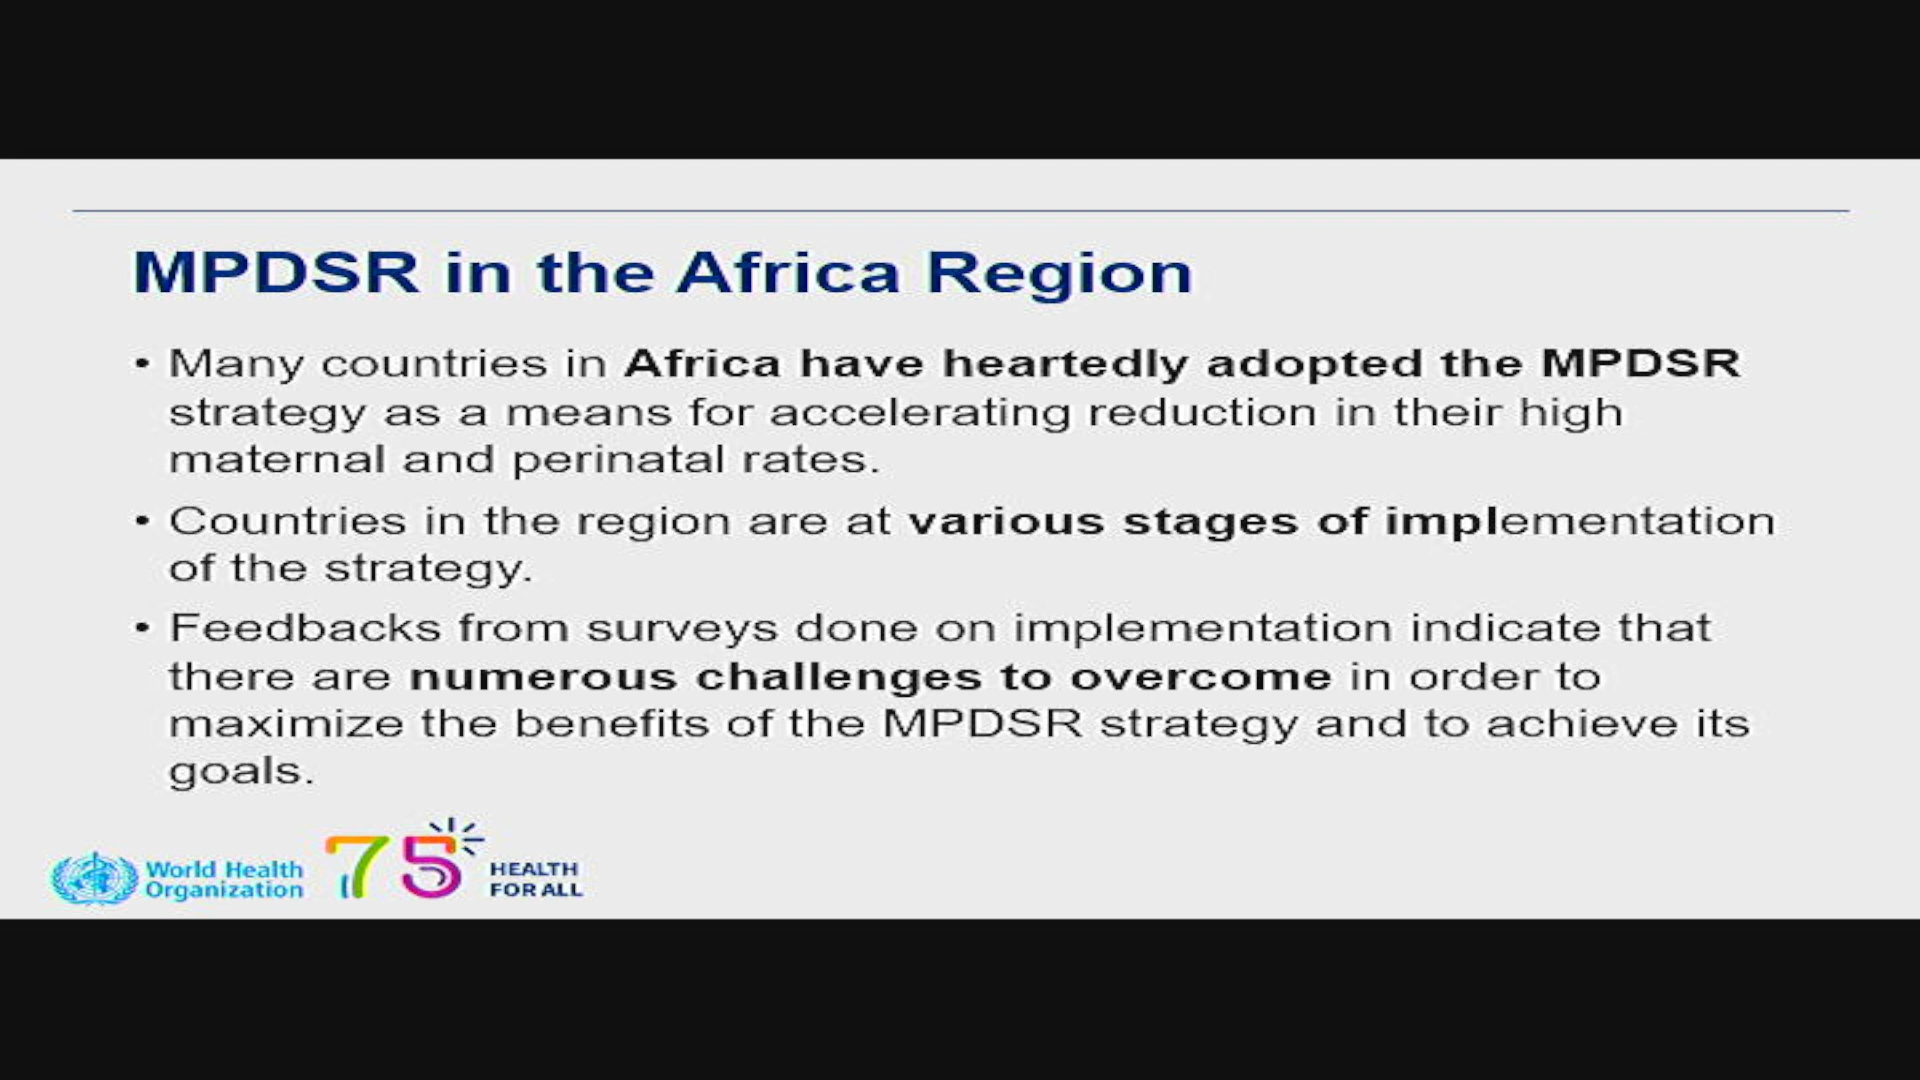 MPDSR in the Africa Region
• Many countries in Africa have heartedly adopted the MPDSR
strategy as a means for accelerating reduction in their high
maternal and perinatal rates.
• Countries in the region are at various stages of implementation
of the strategy.
• Feedbacks from surveys done on implementation indicate that
there are numerous challenges to overcome in order to
maximize the benefits of the MPDSR strategy and to achieve its
goals.
World Health
Organization
75
HEALTH
FOR ALL